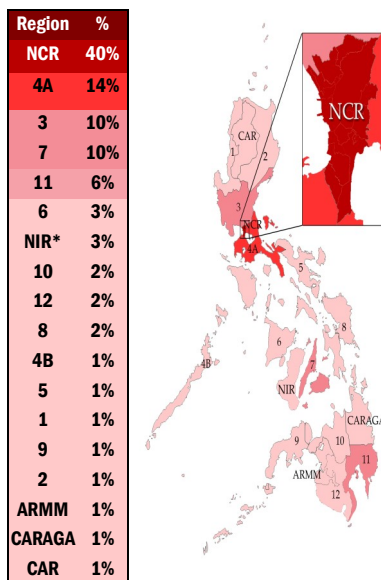 Region %
NCR 40%
4A 14%
3 10%
7 10%
11 6%
6 3%
NIR* 3%
10 2%
12 2%
8 2%
4B 1%
5 1%
1 1%
9 1%
2 1%
ARMM 1%
CARAGA 1%
CAR 1%
NCR
CAR
1
2
3
NCR
4A
5
4B
6
7
8
NIR
CARAGA
9
10
11
ARMM
12